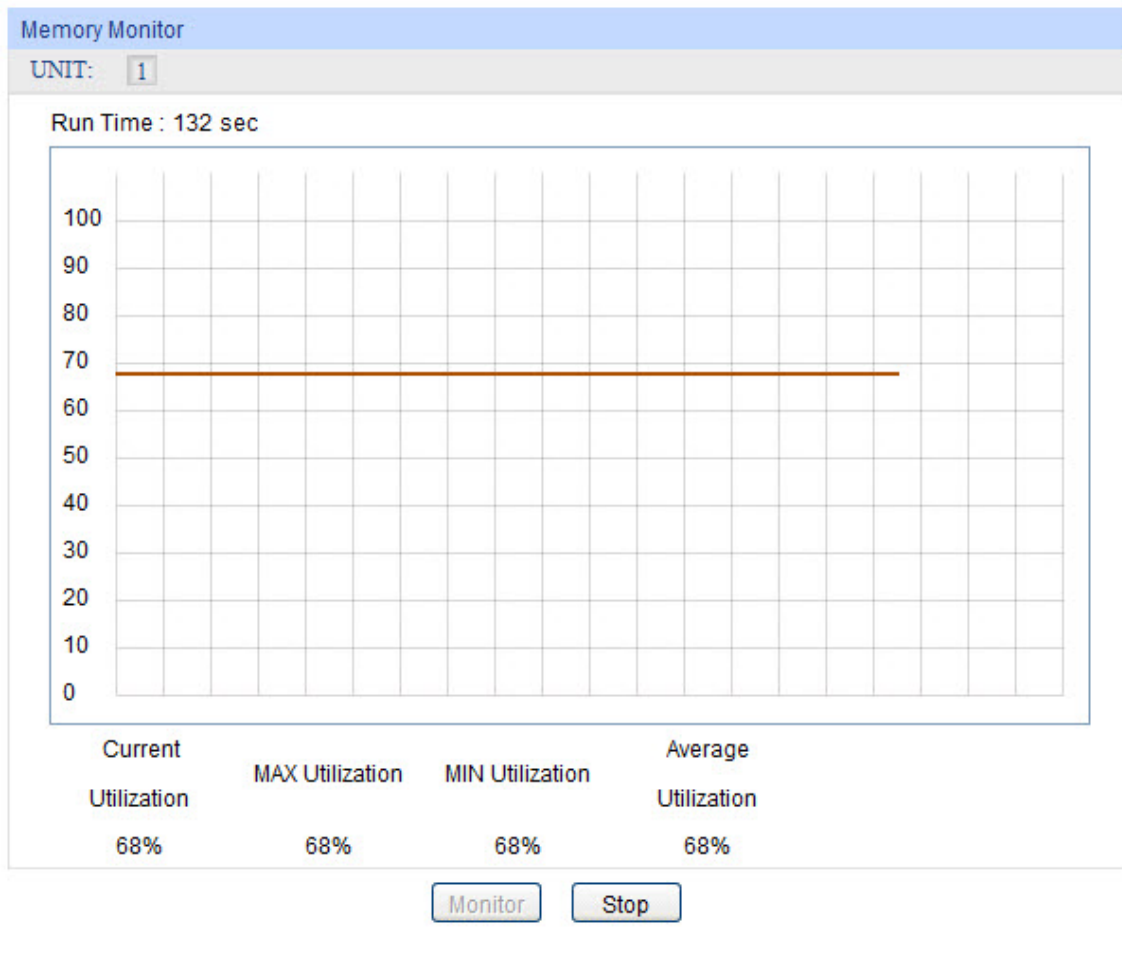 Memory Monitor
UNIT: 1
Run Time : 132 sec
100
90
80
70
60
50
40
30
20
10
0
Current Utilization MAX Utilization MIN Utilization Average Utilization
68% 68% 68% 68%
Monitor Stop